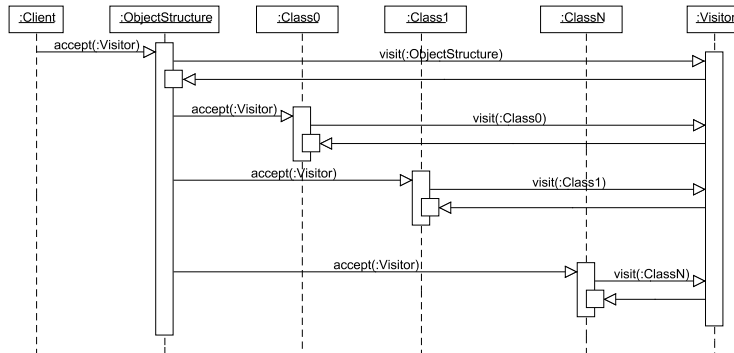 :Client
:ObjectStructure
:Class0
:Class1
:ClassN
:Visitor
accept(:Visitor)
visit(:ObjectStructure)
accept(:Visitor)
visit(:Class0)
accept(:Visitor)
visit(:Class1)
accept(:Visitor)
visit(:ClassN)